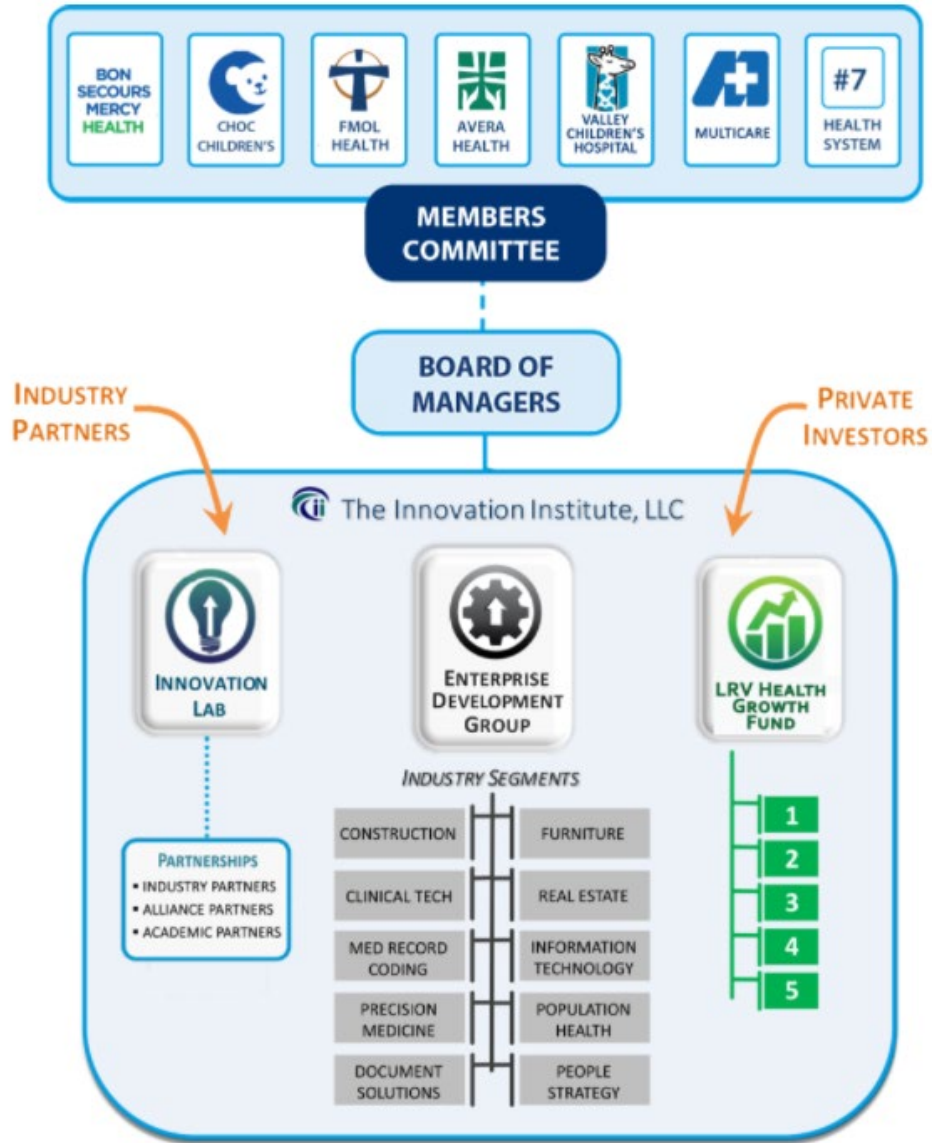 BON
SECOURS
MERCY
HEALTH
CHOC
CHILDREN'S
FMOL
HEALTH
AVERA
HEALTH
VALLEY
CHILDREN'S
HOSPITAL
MULTICARE
#7
HEALTH
SYSTEM
MEMBERS
COMMITTEE
BOARD OF
MANAGERS
INDUSTRY
PARTNERS
PRIVATE
INVESTORS
ii The Innovation Institute, LLC
INNOVATION
LAB
ENTERPRISE
DEVELOPMENT
GROUP
LRV HEALTH
GROWTH
FUND
PARTNERSHIPS
▪ INDUSTRY PARTNERS
▪ ALLIANCE PARTNERS
▪ ACADEMIC PARTNERS
INDUSTRY SEGMENTS
CONSTRUCTION
FURNITURE
CLINICAL TECH
REAL ESTATE
MED RECORD
CODING
INFORMATION
TECHNOLOGY
PRECISION
MEDICINE
POPULATION
HEALTH
DOCUMENT
SOLUTIONS
PEOPLE
STRATEGY
1
2
3
4
5